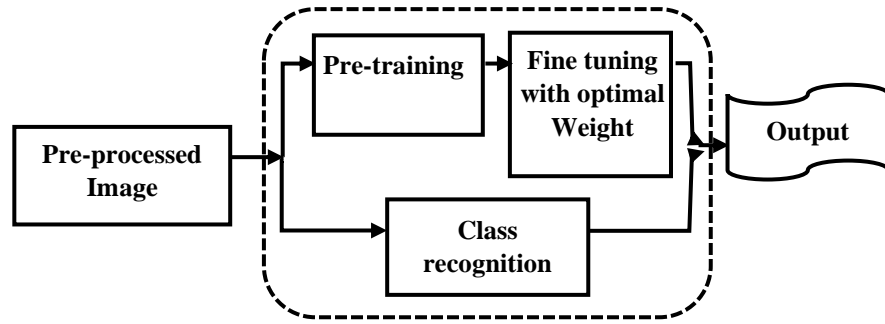 Pre-processed
Image
Pre-training
Fine tuning
with optimal
Weight
Class
recognition
Output